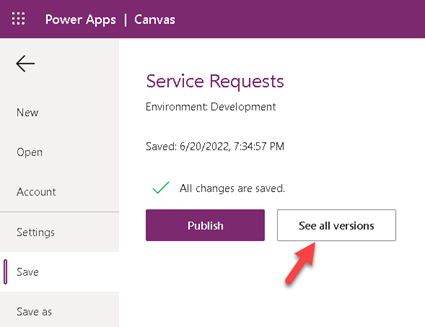 Power Apps | Canvas
New
Open
Account
Settings
Save
Save as
Service Requests
Environment: Development
Saved: 6/20/2022, 7:34:57 PM
All changes are saved.
Publish
See all versions